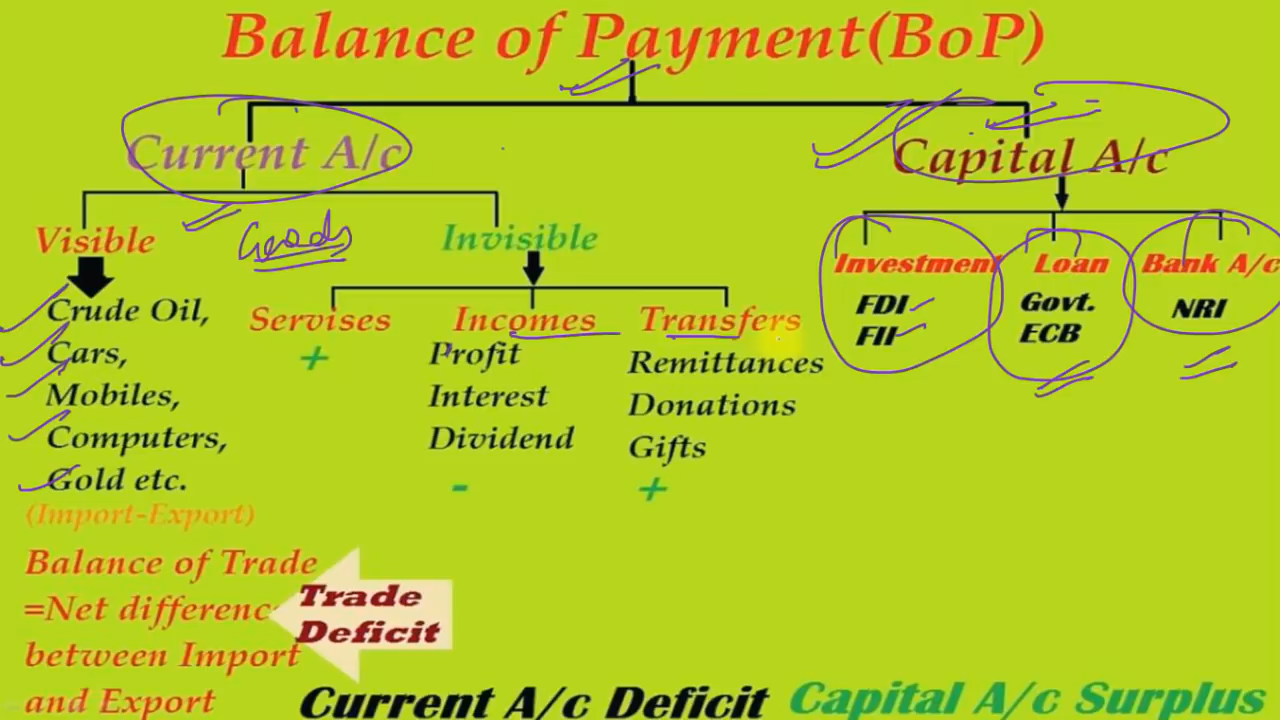 Balance of Payment(BoP)
Current A/c
Capital A/c
Visible
Goods
Invisible
Investment
Loan
Bank A/c
Crude Oil,
Cars,
Mobiles,
Computers,
Gold etc.
(Import-Export)
Servises
+
Incomes
Profit
Interest
Dividend
-
Transfers
Remittances
Donations
Gifts
+
FDI
FII
Govt.
ECB
NRI
Balance of Trade
=Net differenc
between Import
and Export
Trade
Deficit
Current A/c Deficit
Capital A/c Surplus